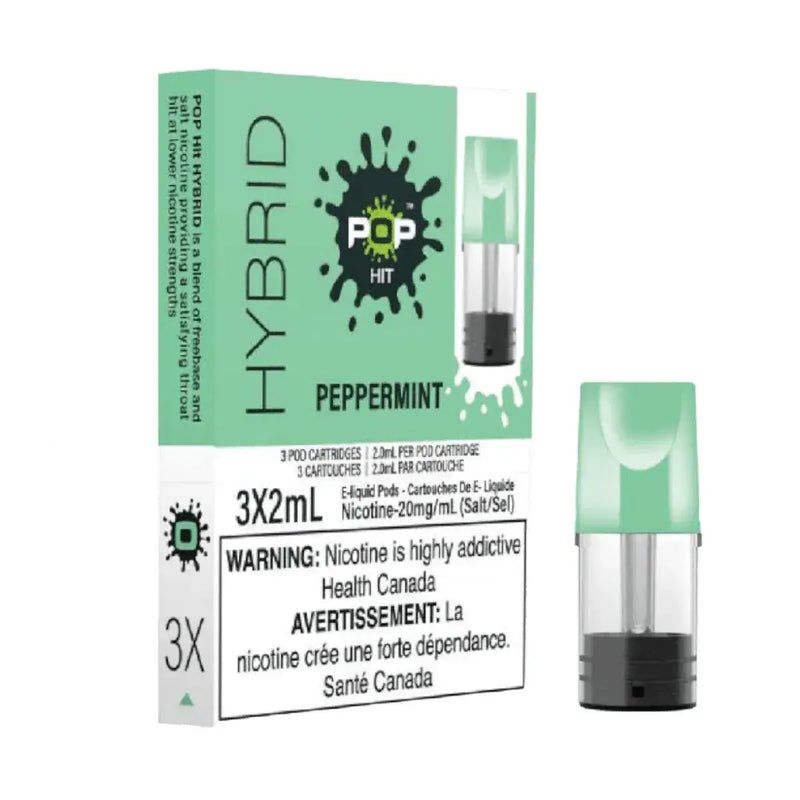 POP Hit HYBRID is a blend of freebase and
salt nicotine providing a satisfying throat
hit at lower nicotine strengths
3X
HYBRID
POP™
HIT
PEPPERMINT
3 POD CARTRIDGES | 2.0mL PER POD CARTRIDGE
3 CARTOUCHES | 2.0mL PAR CARTOUCHE
3X2mL
E-liquid Pods - Cartouches De E- Liquide
Nicotine-20mg/mL (Salt/Sel)
WARNING: Nicotine is highly addictive
Health Canada
AVERTISSEMENT: La
nicotine crée une forte dépendance.
Santé Canada